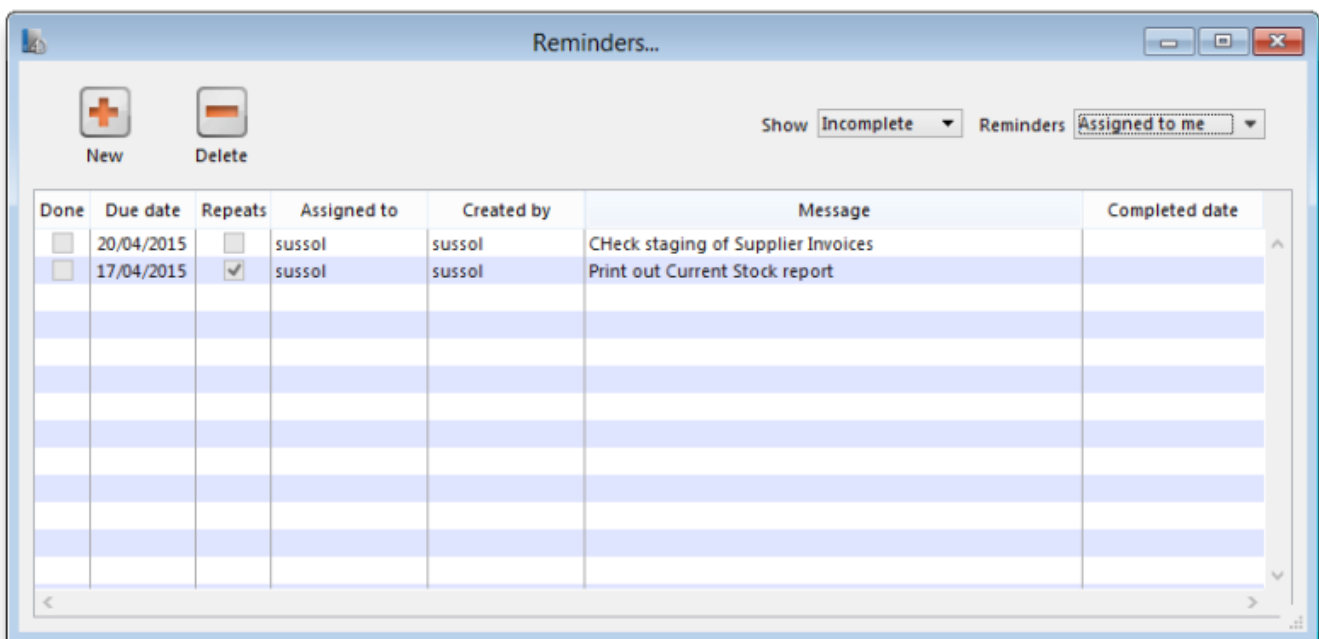 Reminders...
New Delete Show Incomplete Reminders Assigned to me
Done Due date Repeats Assigned to Created by Message Completed date
20/04/2015 sussol sussol CHeck staging of Supplier Invoices
17/04/2015 sussol sussol Print out Current Stock report